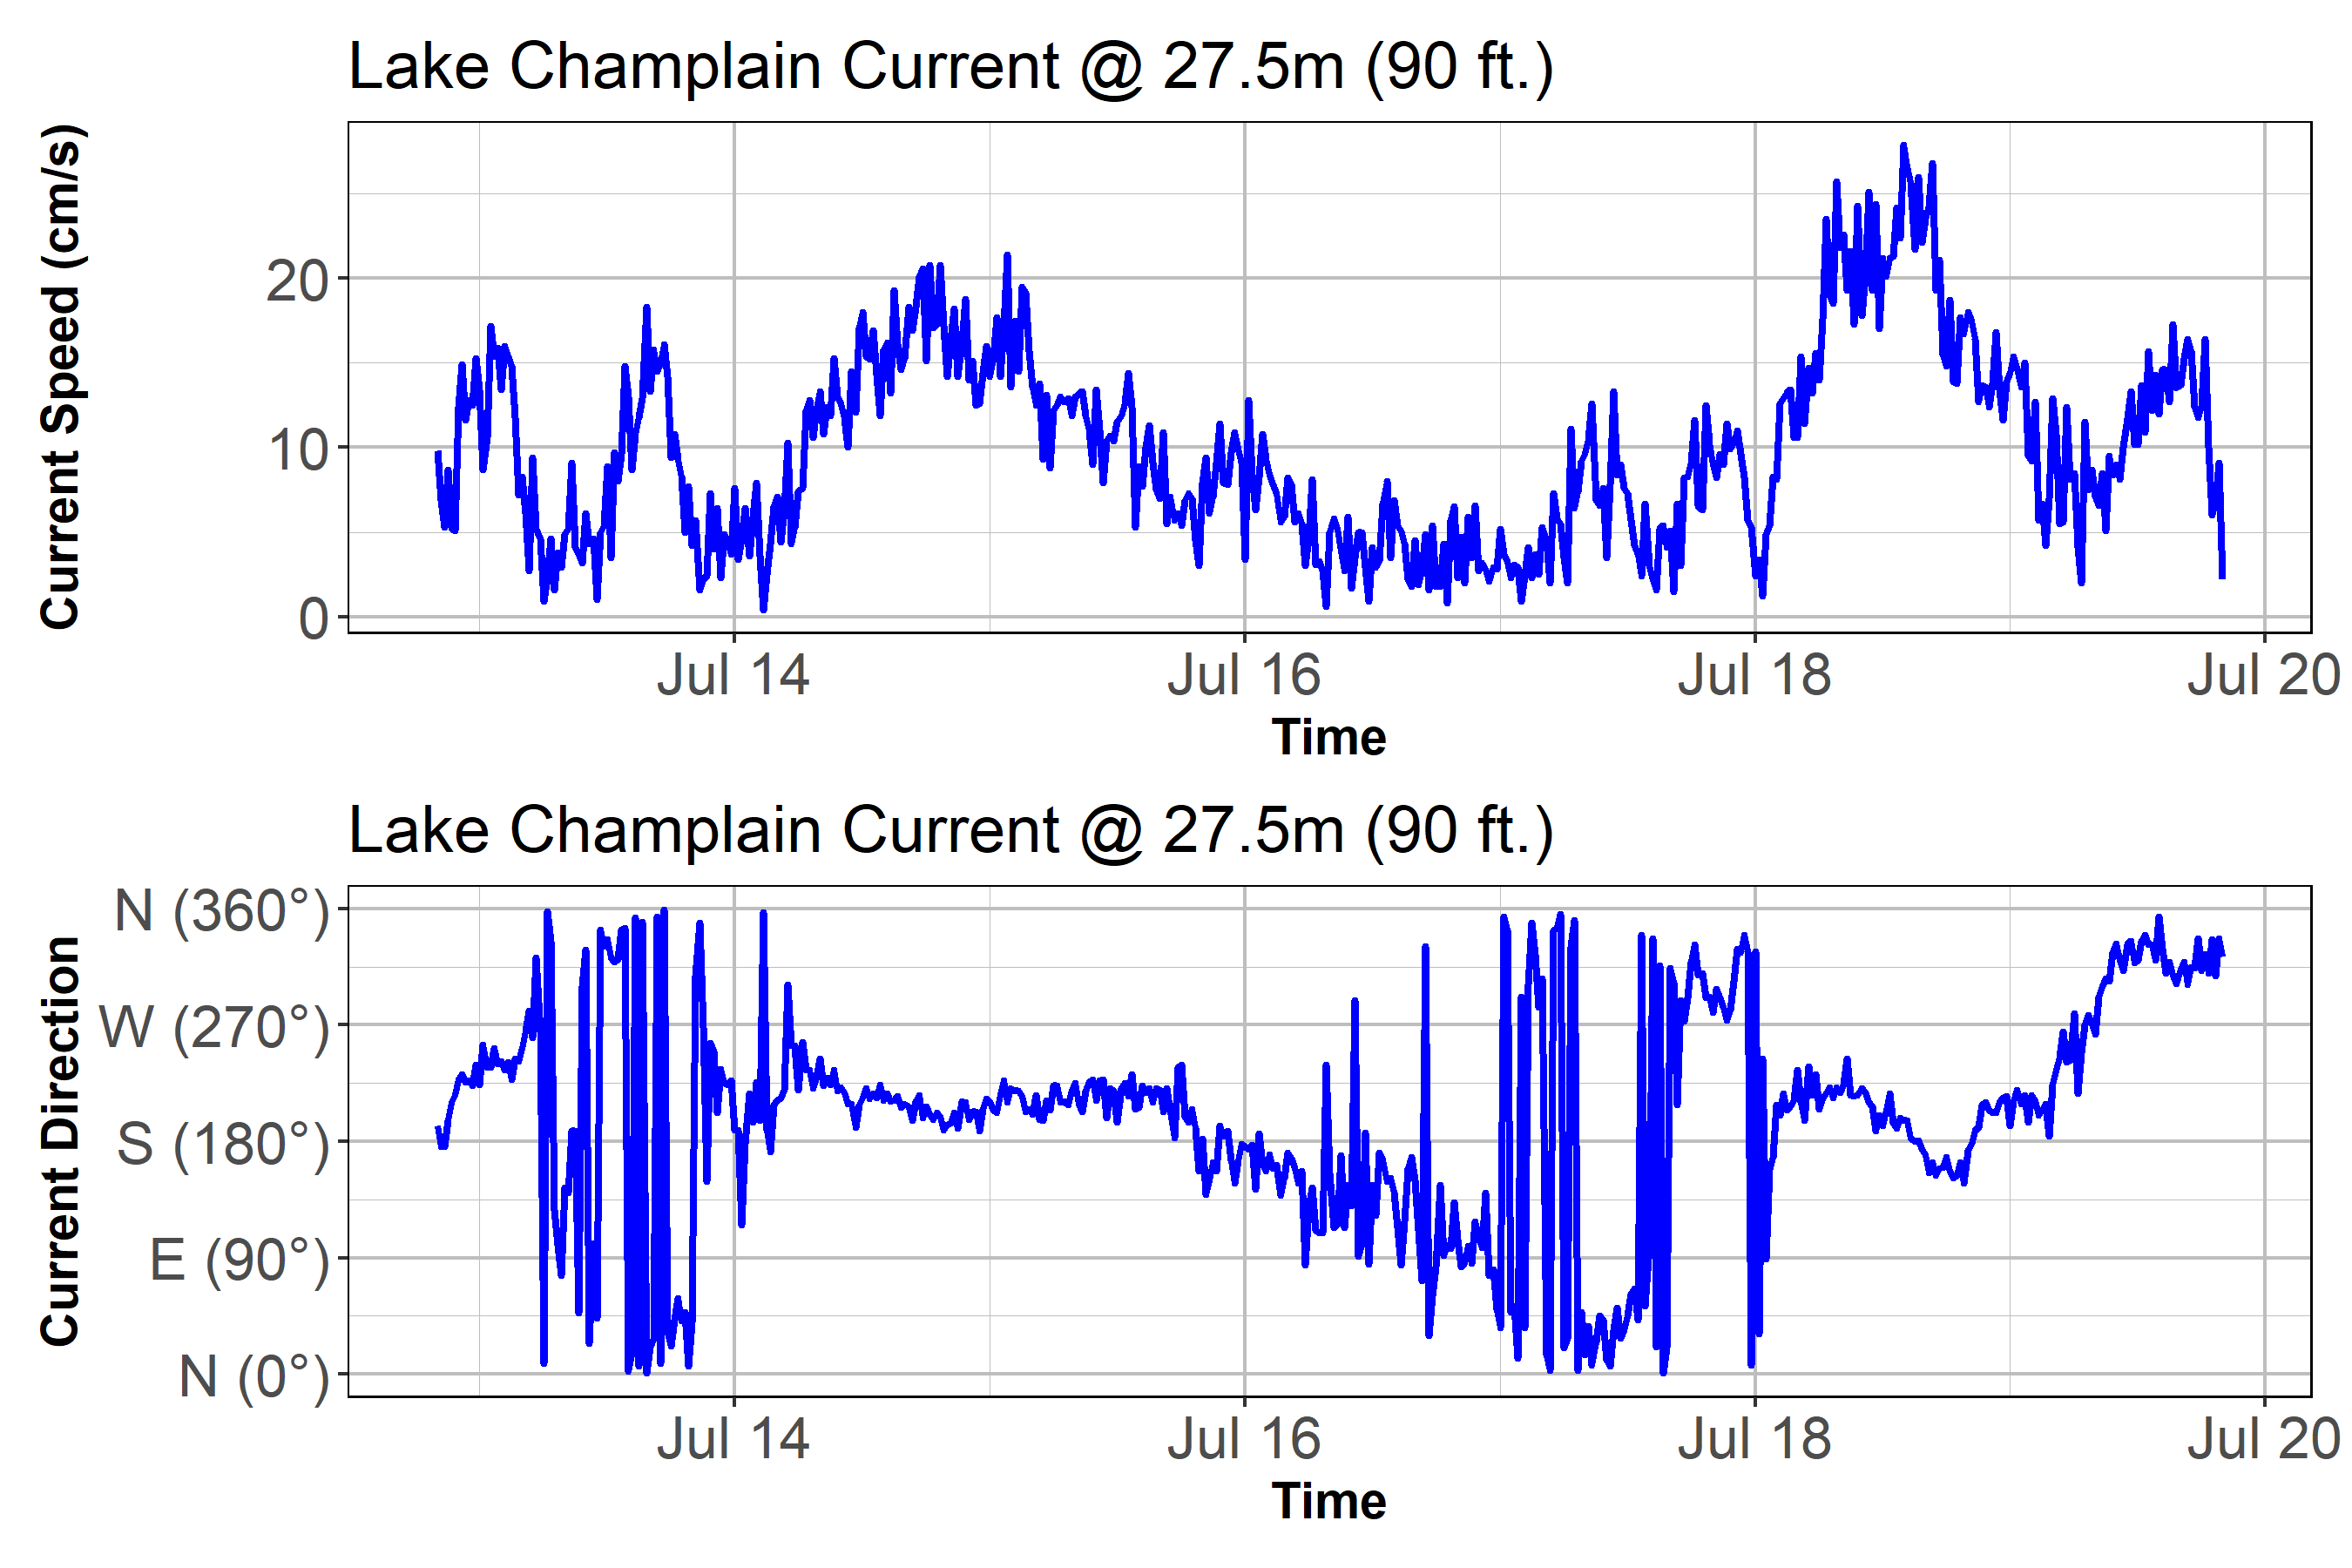 Lake Champlain Current @ 27.5m (90 ft.)
Current Speed (cm/s)
20
10
0
Jul 14 Jul 16 Jul 18 Jul 20
Time
Lake Champlain Current @ 27.5m (90 ft.)
Current Direction
N (360°)
W (270°)
S (180°)
E (90°)
N (0°)
Jul 14 Jul 16 Jul 18 Jul 20
Time